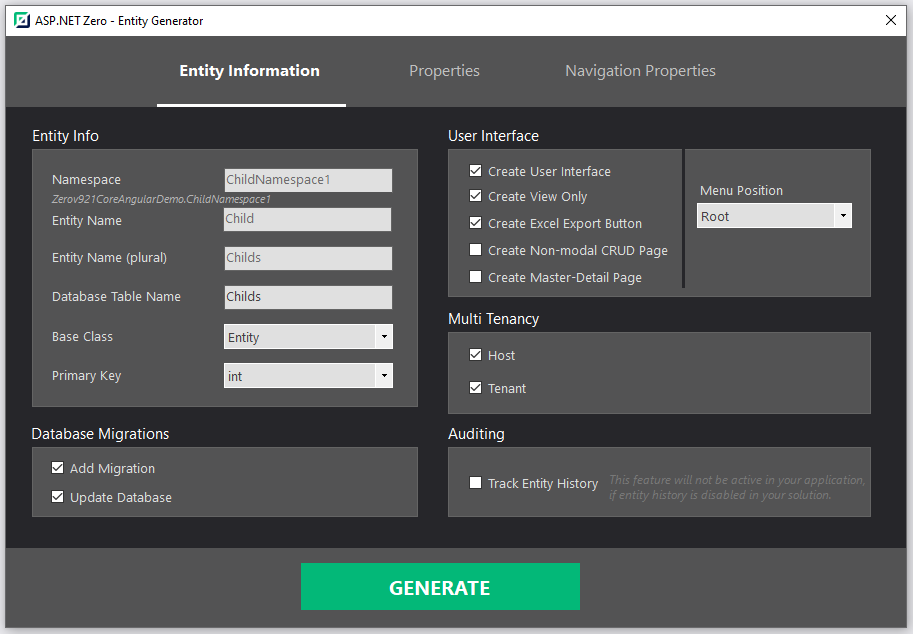 ASP.NET Zero - Entity Generator
Entity Information
Properties
Navigation Properties
Entity Info
Namespace
ChildNamespace1
Zerov921CoreAngularDemo.ChildNamespace1
Entity Name
Child
Entity Name (plural)
Childs
Database Table Name
Childs
Base Class
Entity
Primary Key
int
Database Migrations
Add Migration
Update Database
User Interface
Create User Interface
Create View Only
Create Excel Export Button
Create Non-modal CRUD Page
Create Master-Detail Page
Menu Position
Root
Multi Tenancy
Host
Tenant
Auditing
Track Entity History
This feature will not be active in your application,
if entity history is disabled in your solution.
GENERATE